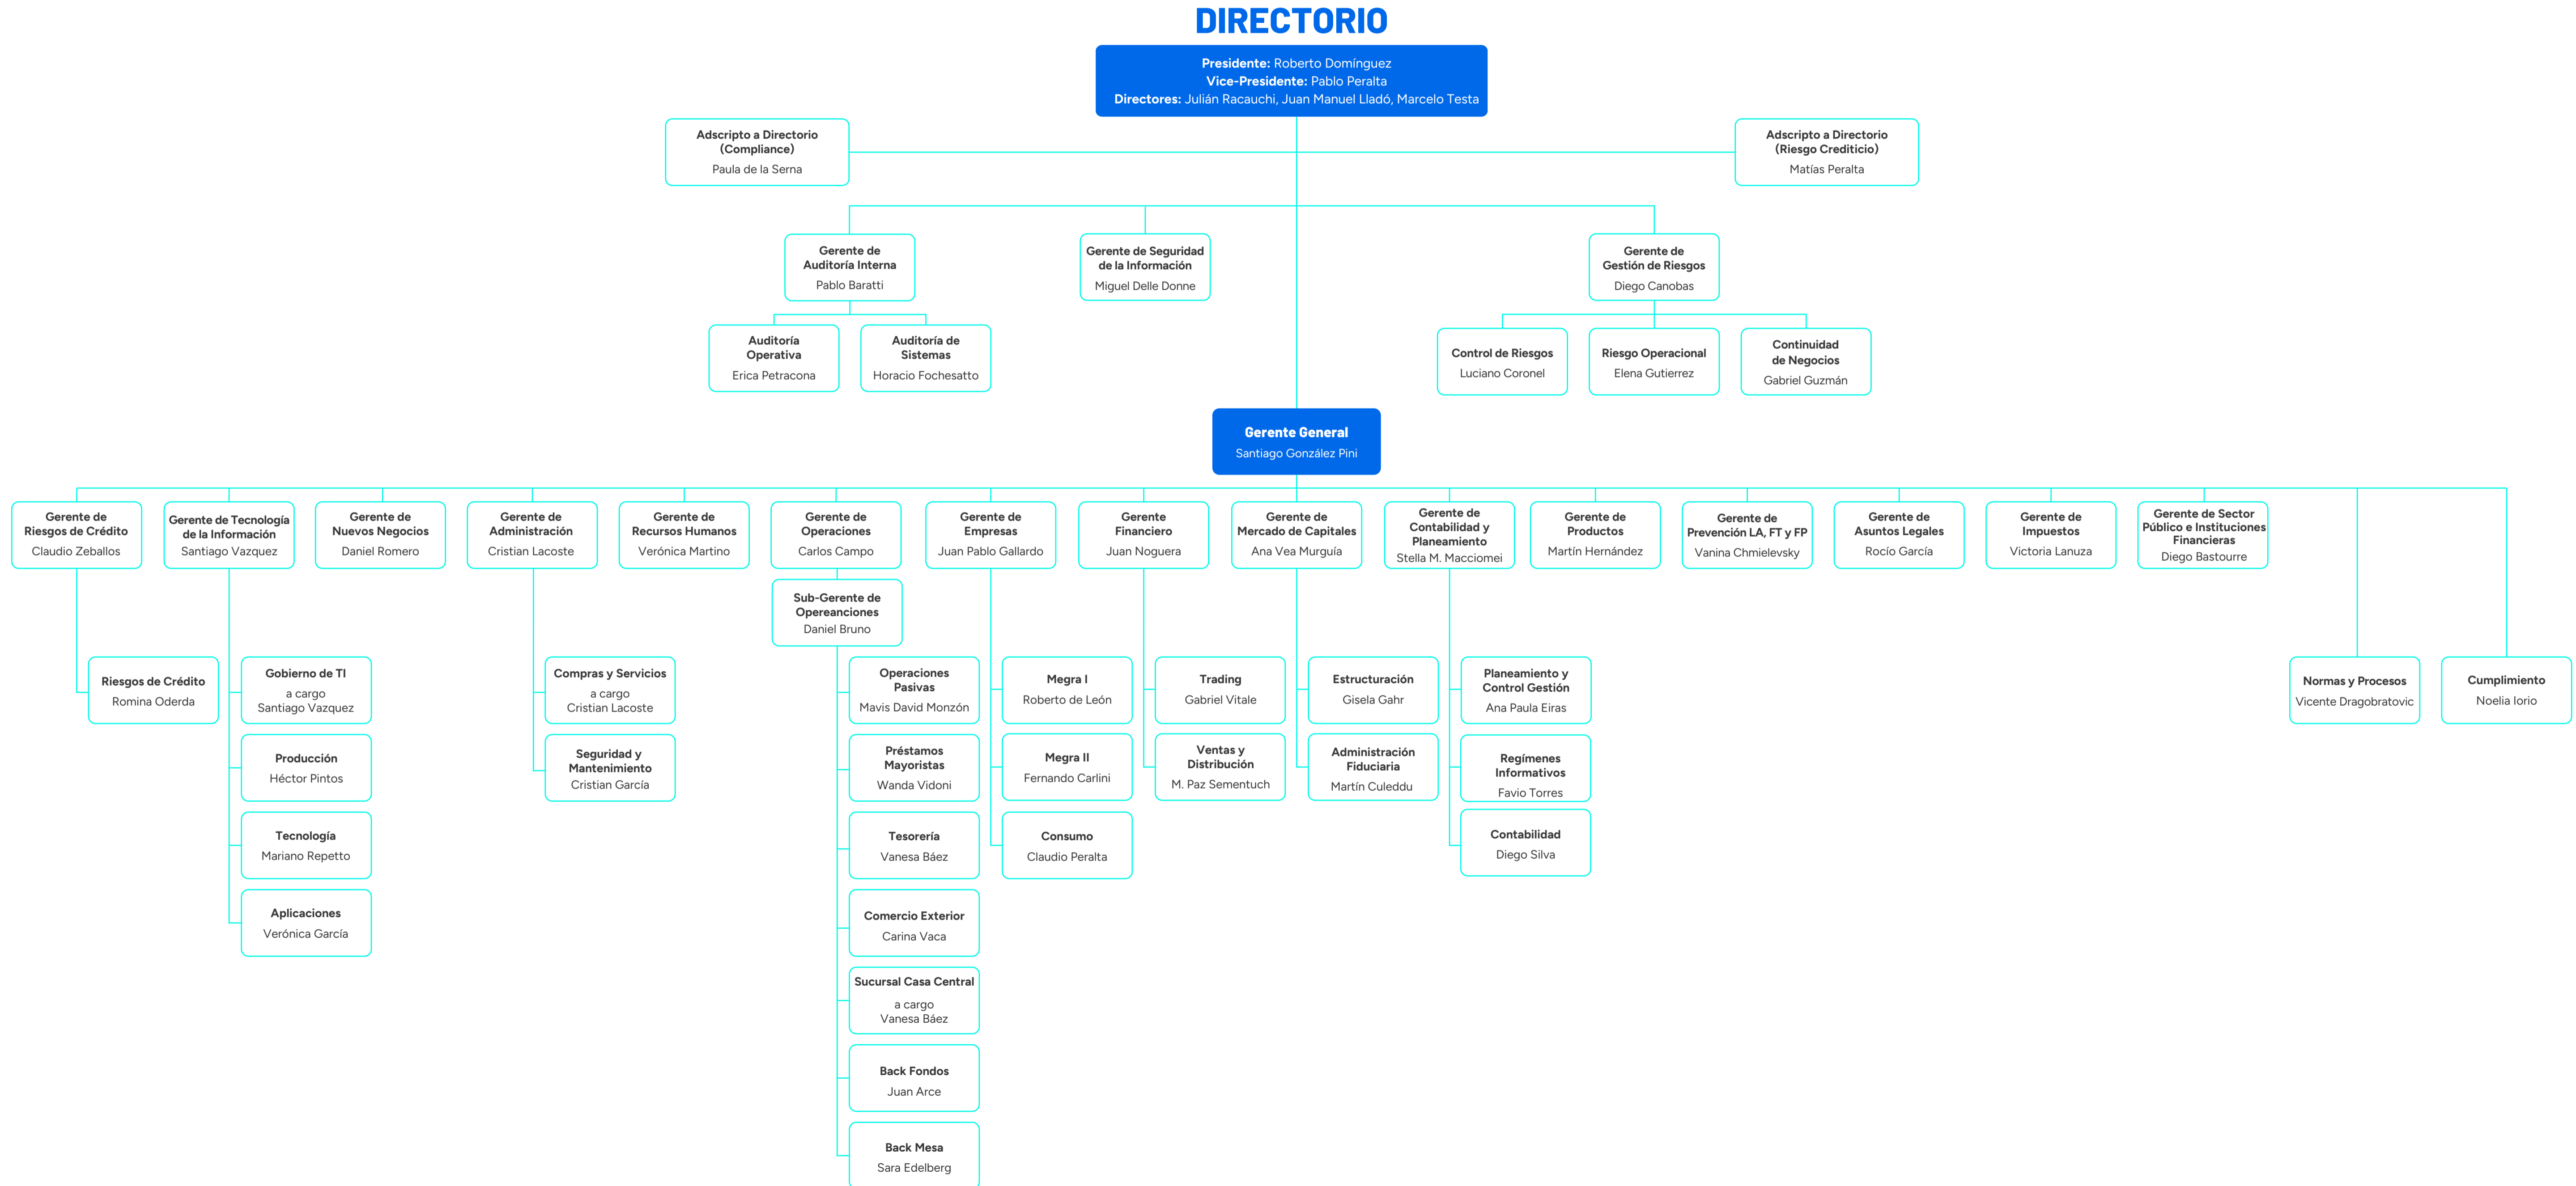 DIRECTORIO
Presidente: Roberto Domínguez
Vice-Presidente: Pablo Peralta
Directores: Julián Racauchi, Juan Manuel Lladó, Marcelo Testa
Adscripto a Directorio
(Compliance)
Paula de la Serna
Adscripto a Directorio
(Riesgo Crediticio)
Matías Peralta
Gerente de
Auditoría Interna
Pablo Baratti
Gerente de Seguridad
de la Información
Miguel Delle Donne
Gerente de
Gestión de Riesgos
Diego Canobas
Auditoría
Operativa
Erica Petracona
Auditoría de
Sistemas
Horacio Fochesatto
Control de Riesgos
Luciano Coronel
Riesgo Operacional
Elena Gutierrez
Continuidad
de Negocios
Gabriel Guzmán
Gerente General
Santiago González Pini
Gerente de
Riesgos de Crédito
Claudio Zeballos
Gerente de Tecnología
de la Información
Santiago Vazquez
Gerente de
Nuevos Negocios
Daniel Romero
Gerente de
Administración
Cristian Lacoste
Gerente de
Recursos Humanos
Verónica Martino
Gerente de
Operaciones
Carlos Campo
Gerente de
Empresas
Juan Pablo Gallardo
Gerente
Financiero
Juan Noguera
Gerente de
Mercado de Capitales
Ana Vea Murguía
Gerente de
Contabilidad y
Planeamiento
Stella M. Macciomei
Gerente de
Productos
Martín Hernández
Gerente de
Prevención LA, FT y FP
Vanina Chmielevsky
Gerente de
Asuntos Legales
Rocío García
Gerente de
Impuestos
Victoria Lanuza
Gerente de Sector
Público e Instituciones
Financieras
Diego Bastourre
Sub-Gerente de
Opereanciones
Daniel Bruno
Riesgos de Crédito
Romina Oderda
Gobierno de TI
a cargo
Santiago Vazquez
Producción
Héctor Pintos
Tecnología
Mariano Repetto
Aplicaciones
Verónica García
Compras y Servicios
a cargo
Cristian Lacoste
Seguridad y
Mantenimiento
Cristian García
Operaciones
Pasivas
Mavis David Monzón
Préstamos
Mayoristas
Wanda Vidoni
Tesorería
Vanesa Báez
Comercio Exterior
Carina Vaca
Sucursal Casa Central
a cargo
Vanesa Báez
Back Fondos
Juan Arce
Back Mesa
Sara Edelberg
Megra I
Roberto de León
Megra II
Fernando Carlini
Consumo
Claudio Peralta
Trading
Gabriel Vitale
Ventas y
Distribución
M. Paz Sementuch
Estructuración
Gisela Gahr
Administración
Fiduciaria
Martín Culeddu
Planeamiento y
Control Gestión
Ana Paula Eiras
Regímenes
Informativos
Favio Torres
Contabilidad
Diego Silva
Normas y Procesos
Vicente Dragobratovic
Cumplimiento
Noelia Iorio